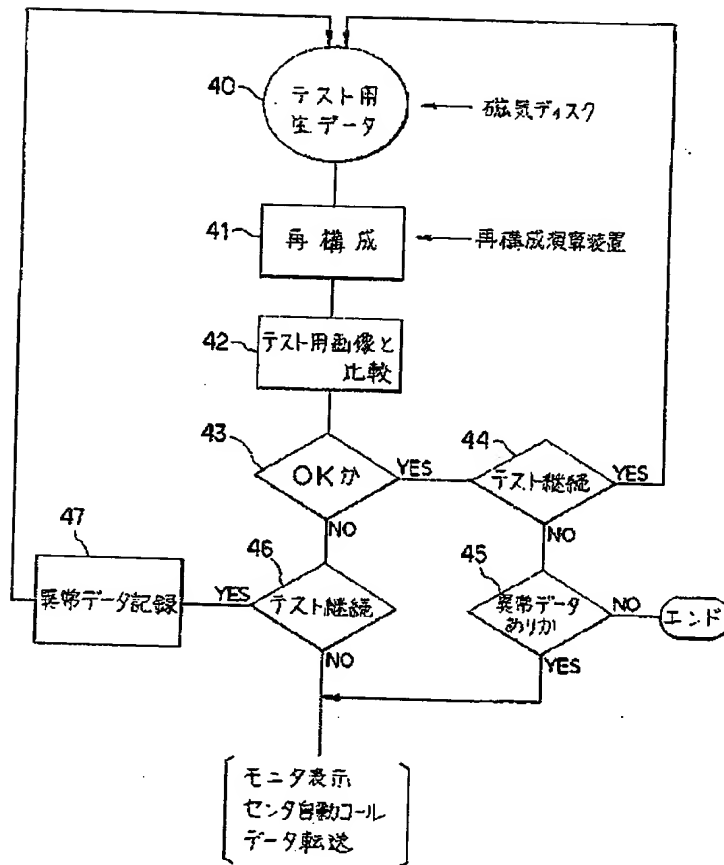 40
テスト用
生データ
磁気ディスク
41
再構成
再構成演算装置
42
テスト用画像と
比較
43
OKか
YES
NO
44
テスト継続
YES
NO
47
異常データ記録
46
YES
テスト継続
NO
45
異常データ
ありか
NO
エンド
YES
モニタ表示
センタ自動コール
データ転送